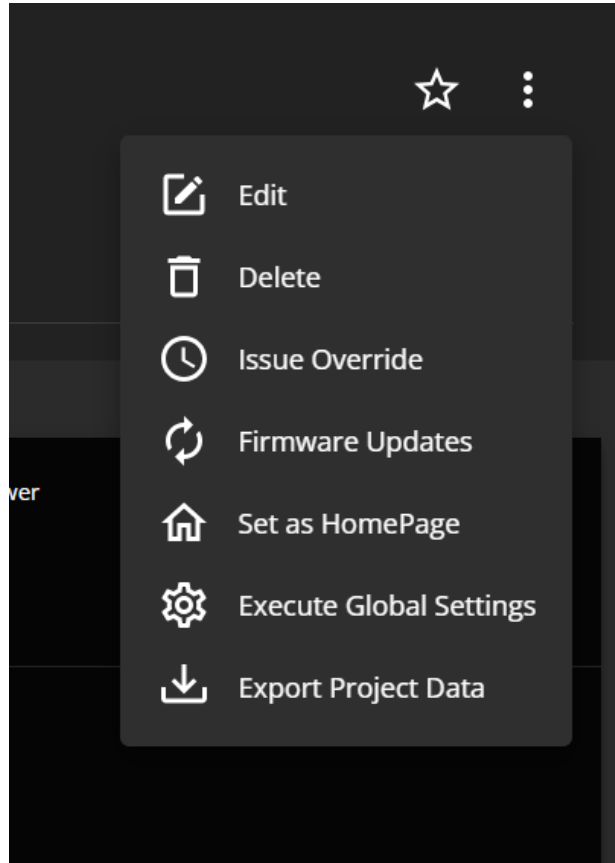 Edit
Delete
Issue Override
Firmware Updates
Set as HomePage
Execute Global Settings
Export Project Data